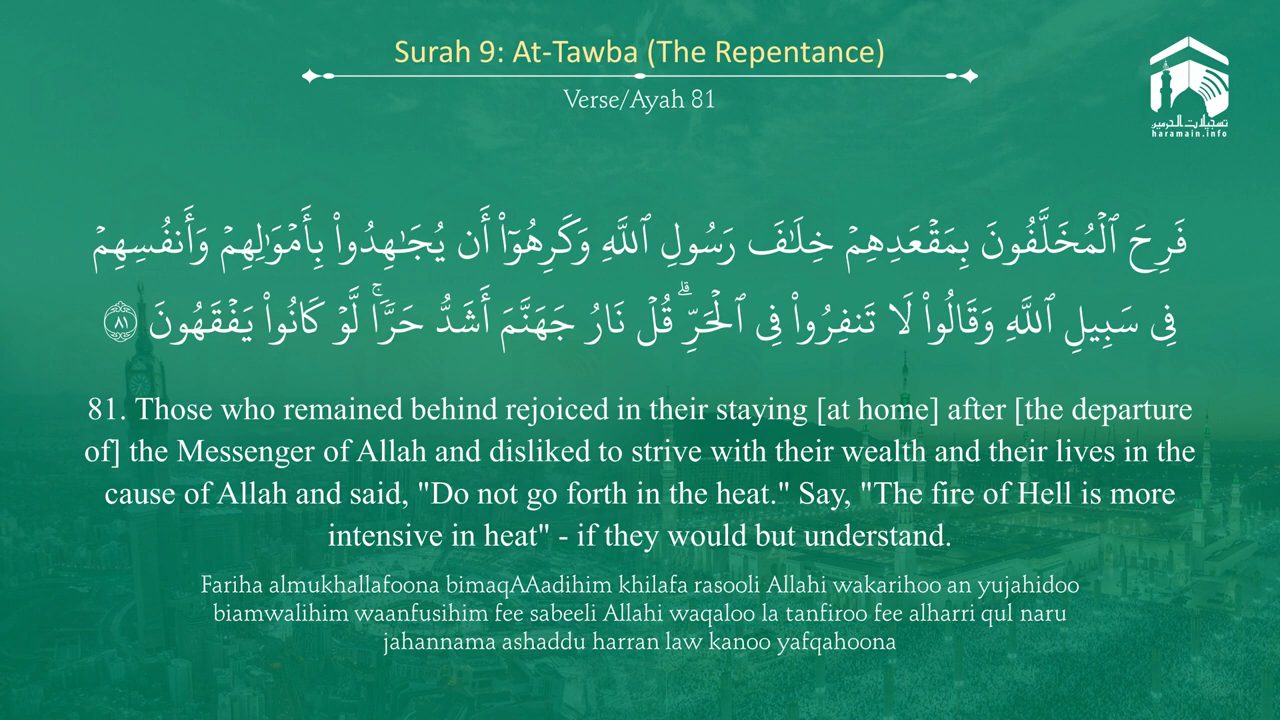 Surah 9: At-Tawba (The Repentance)
Verse/Ayah 81
تسجيلات الحرمين
haramain.info
فَرِحَ ٱلْمُخَلَّفُونَ بِمَقْعَدِهِمْ خِلَـٰفَ رَسُولِ ٱللَّهِ وَكَرِهُوٓا۟ أَن يُجَـٰهِدُوا۟ بِأَمْوَٰلِهِمْ وَأَنفُسِهِمْ
فِى سَبِيلِ ٱللَّهِ وَقَالُوا۟ لَا تَنفِرُوا۟ فِى ٱلْحَرِّ ۗ قُلْ نَارُ جَهَنَّمَ أَشَدُّ حَرًّا ۚ لَّوْ كَانُوا۟ يَفْقَهُونَ ٨١
81. Those who remained behind rejoiced in their staying [at home] after [the departure
of] the Messenger of Allah and disliked to strive with their wealth and their lives in the
cause of Allah and said, "Do not go forth in the heat." Say, "The fire of Hell is more
intensive in heat" - if they would but understand.
Fariha almukhallafoona bimaqAAadihim khilafa rasooli Allahi wakarihoo an yujahidoo
biamwalihim waanfusihim fee sabeeli Allahi waqaloo la tanfiroo fee alharri qul naru
jahannama ashaddu harran law kanoo yafqahoona